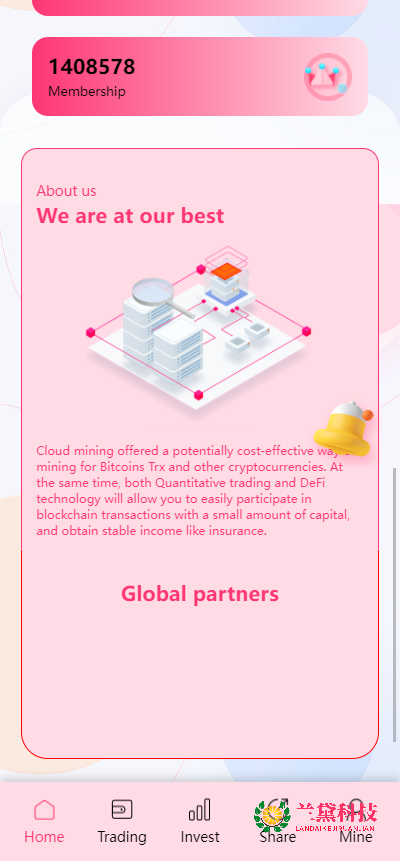 1408578
Membership
About us
We are at our best
Cloud mining offered a potentially cost-effective way
mining for Bitcoins Trx and other cryptocurrencies. At
the same time, both Quantitative trading and DeFi
technology will allow you to easily participate in
blockchain transactions with a small amount of capital,
and obtain stable income like insurance.
Global partners
兰黛科技
LANDAIKEJIRUANJIAN
Home
Trading
Invest
Share
Mine